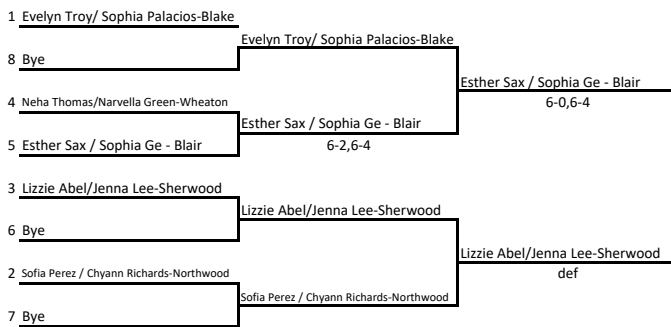 1 Evelyn Troy/ Sophia Palacios-Blake
Evelyn Troy/ Sophia Palacios-Blake
8 Bye
Esther Sax / Sophia Ge - Blair
6-0,6-4
4 Neha Thomas/Narvella Green-Wheaton
Esther Sax / Sophia Ge - Blair
6-2,6-4
5 Esther Sax / Sophia Ge - Blair
3 Lizzie Abel/Jenna Lee-Sherwood
Lizzie Abel/Jenna Lee-Sherwood
6 Bye
Lizzie Abel/Jenna Lee-Sherwood
def
2 Sofia Perez / Chyann Richards-Northwood
Sofia Perez / Chyann Richards-Northwood
7 Bye